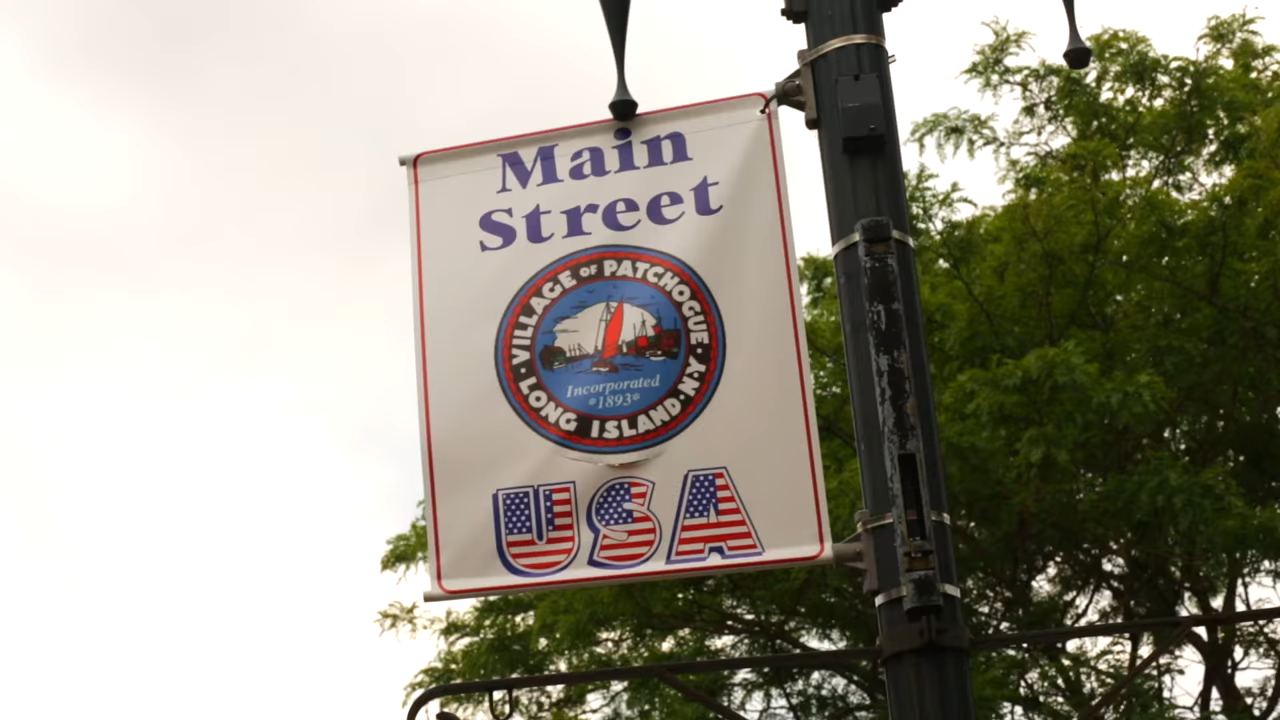 Main
Street
VILLAGE OF PATCHOGUE
Incorporated
*1893*
• LONG ISLAND • N.Y •
USA